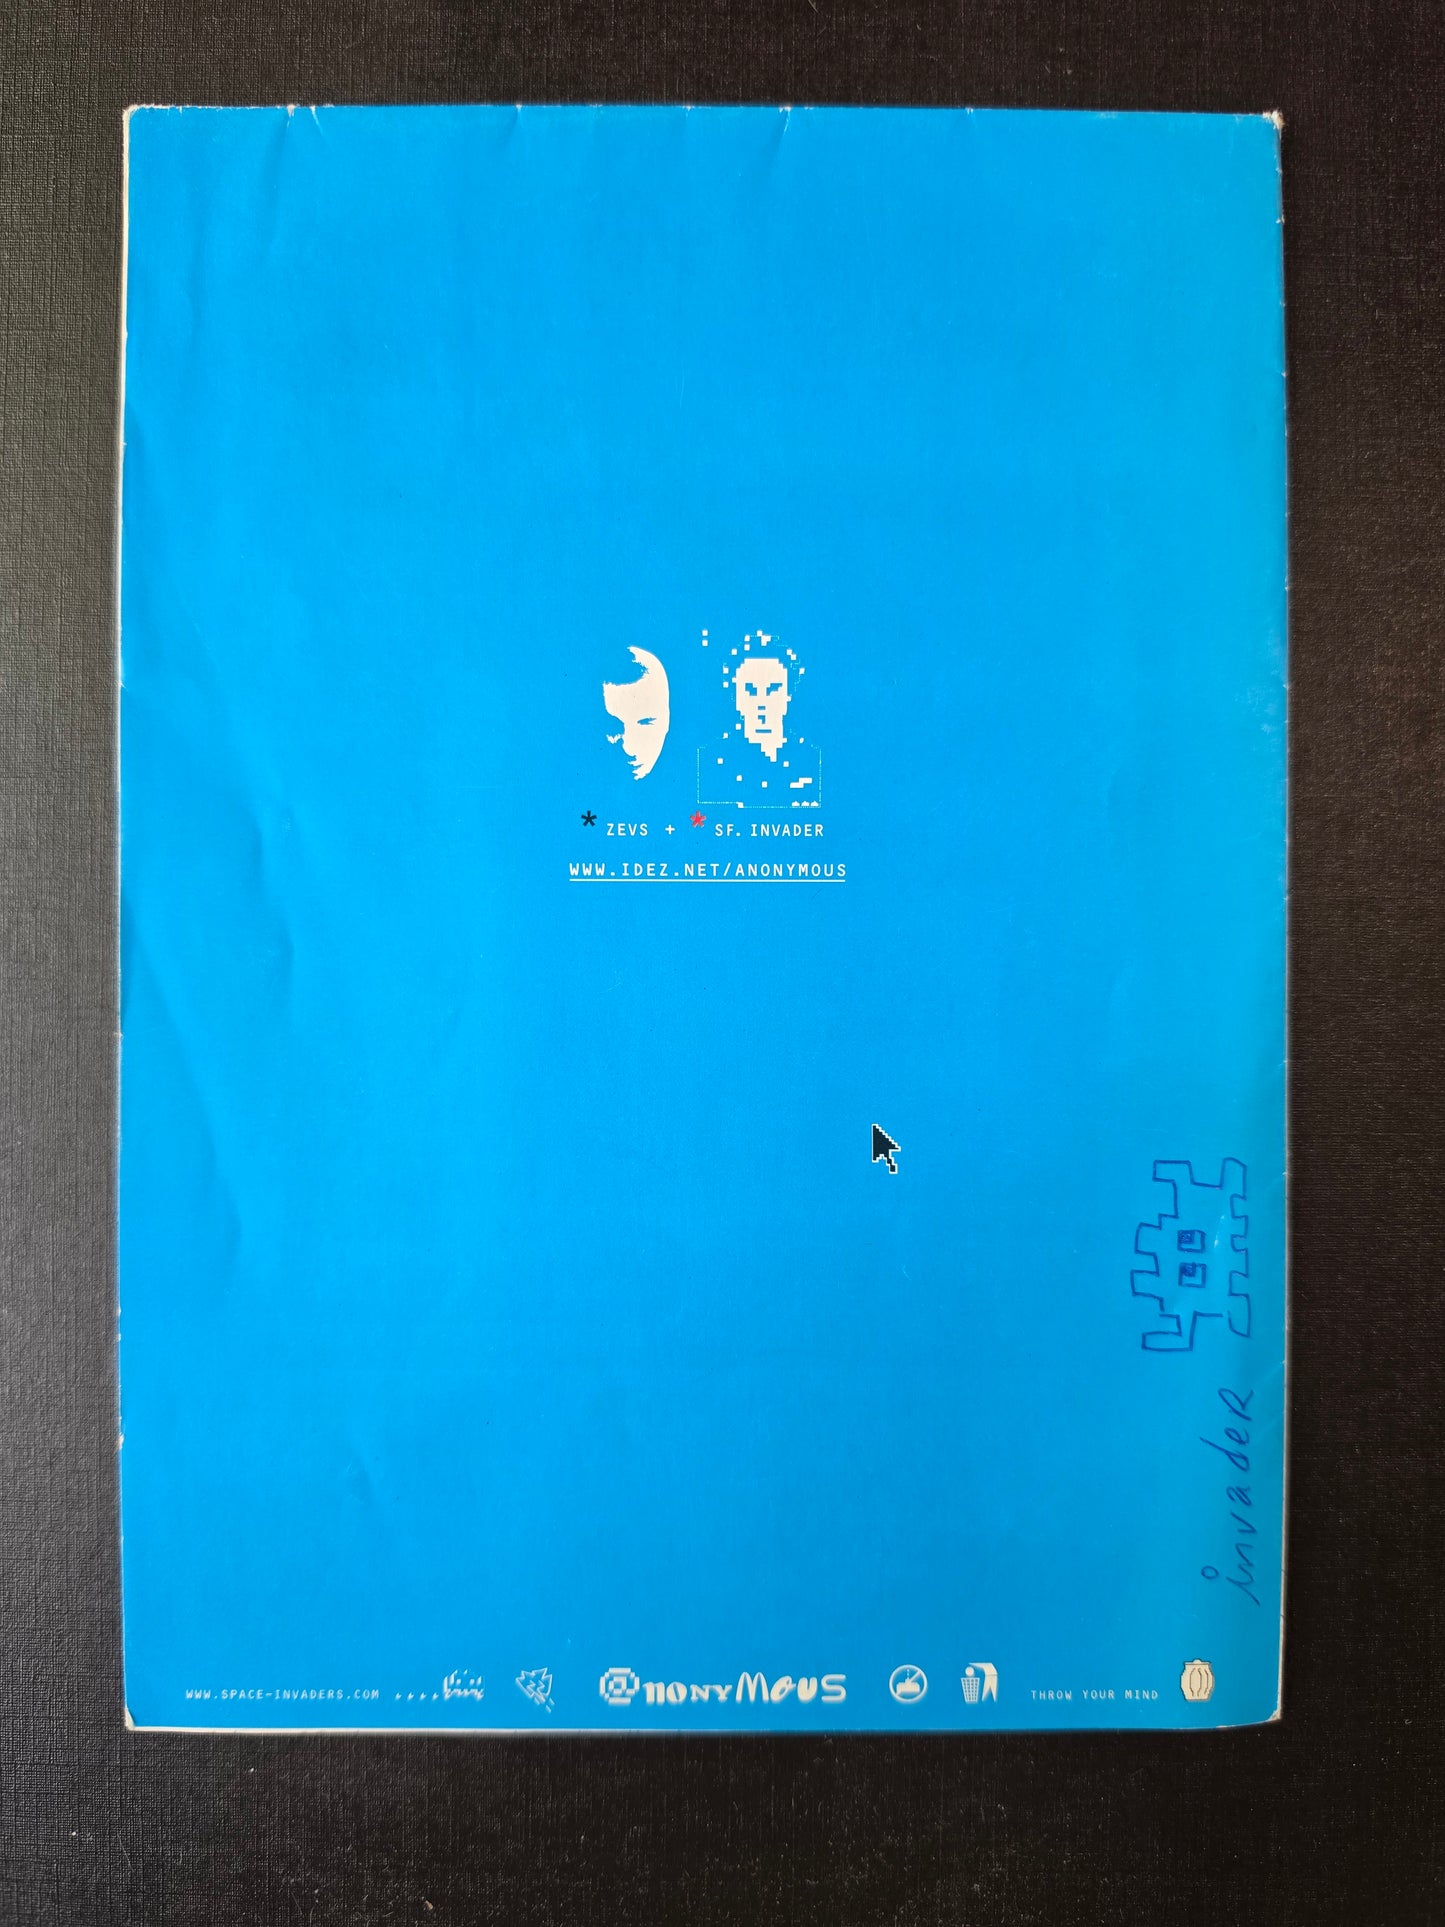 * ZEVS + * SF. INVADER
WWW.IDEZ.NET/ANONYMOUS
invadeR
WWW.SPACE-INVADERS.COM ....
@nonyMOUS
THROW YOUR MIND